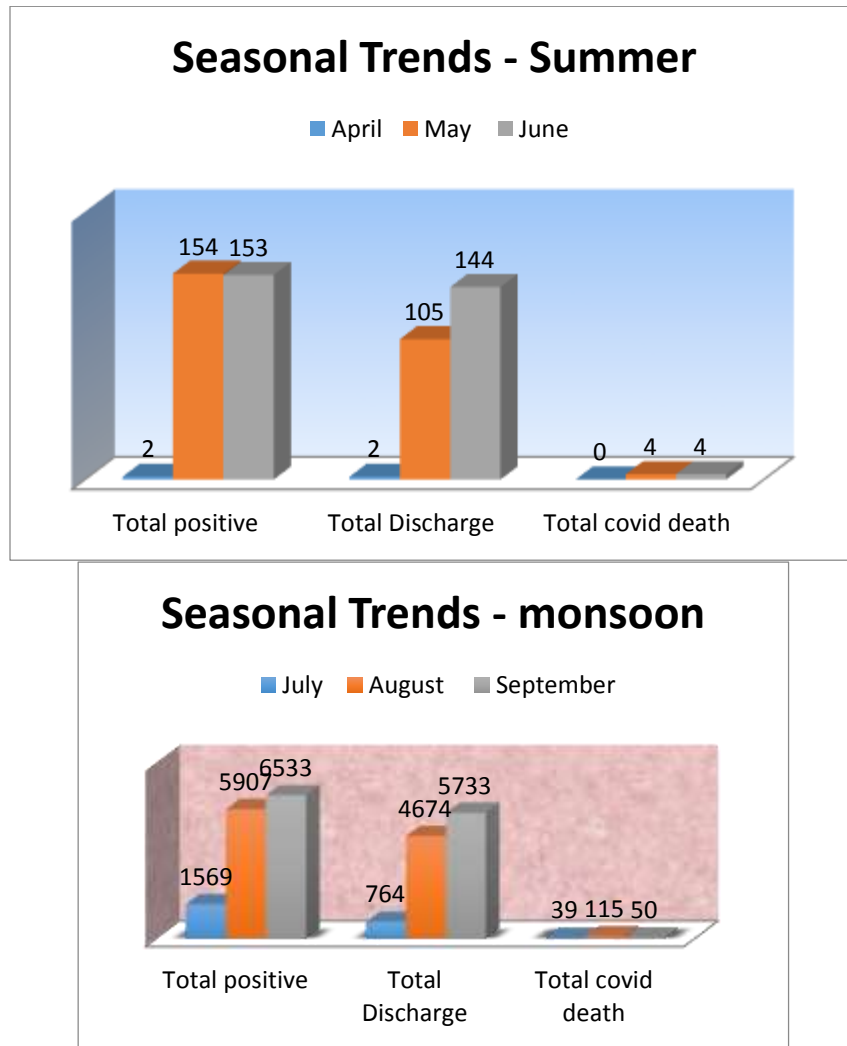 Seasonal Trends - Summer
April May June
154 153
144
105
2 2 0 4 4
Total positive Total Discharge Total covid death
Seasonal Trends - monsoon
July August September
5907 6533
4674 5733
1569 764
39 115 50
Total positive Total Discharge Total covid death